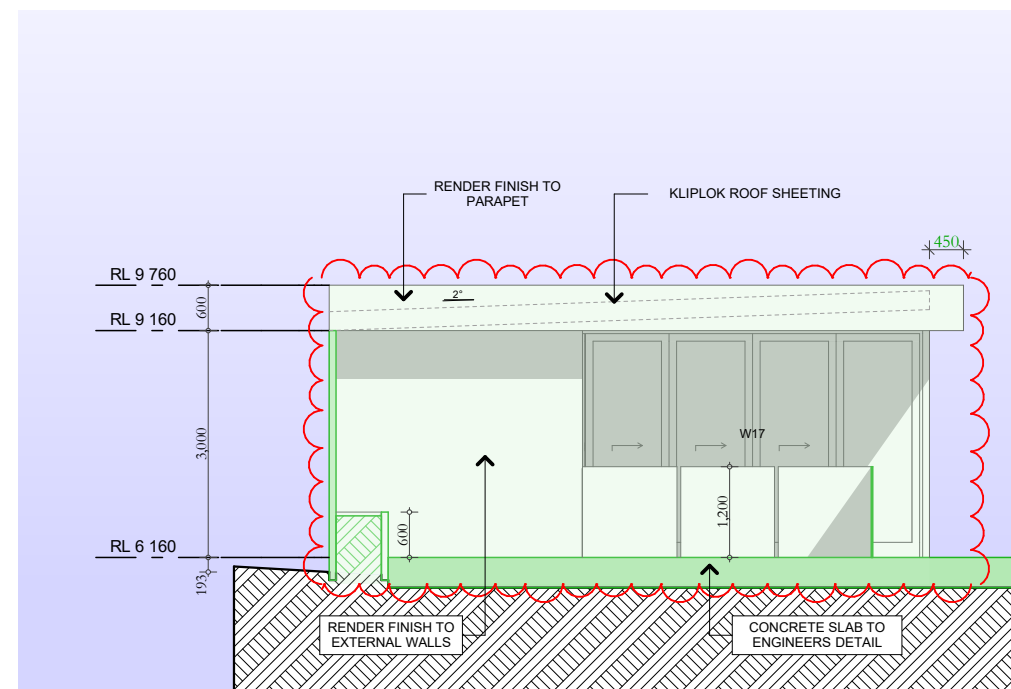 RENDER FINISH TO
PARAPET
KLIPLOK ROOF SHEETING
450
RL 9 760
2°
600
RL 9 160
3,000
W17
1,200
600
RL 6 160
193
RENDER FINISH TO
EXTERNAL WALLS
CONCRETE SLAB TO
ENGINEERS DETAIL